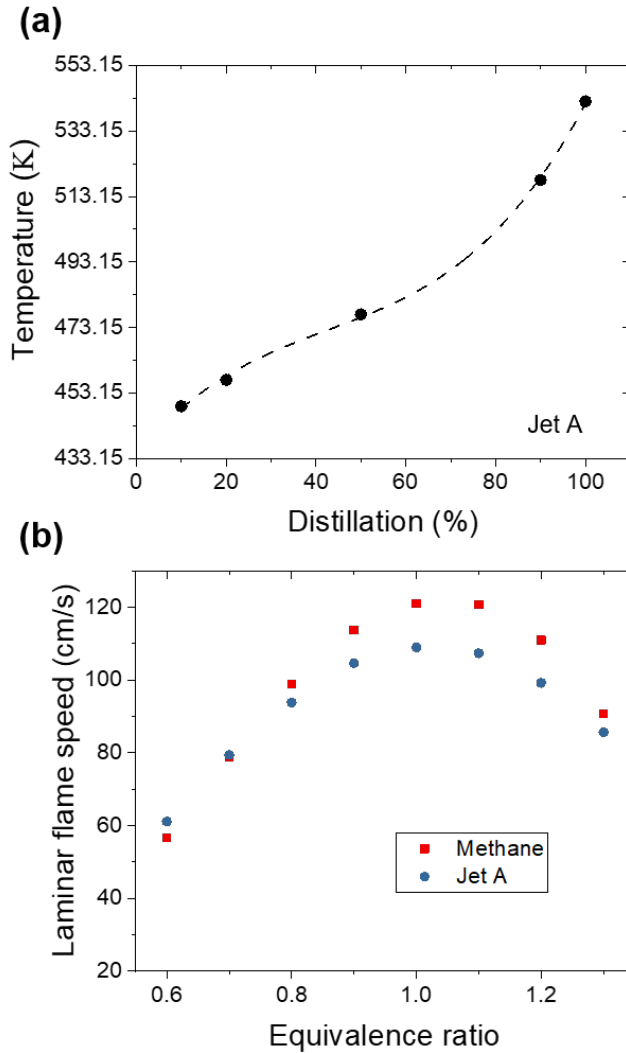 (a)
553.15
533.15
513.15
493.15
473.15
453.15
433.15
Temperature (K)
Jet A
0 20 40 60 80 100
Distillation (%)
(b)
120
100
80
60
40
20
Laminar flame speed (cm/s)
Methane
Jet A
0.6 0.8 1.0 1.2
Equivalence ratio